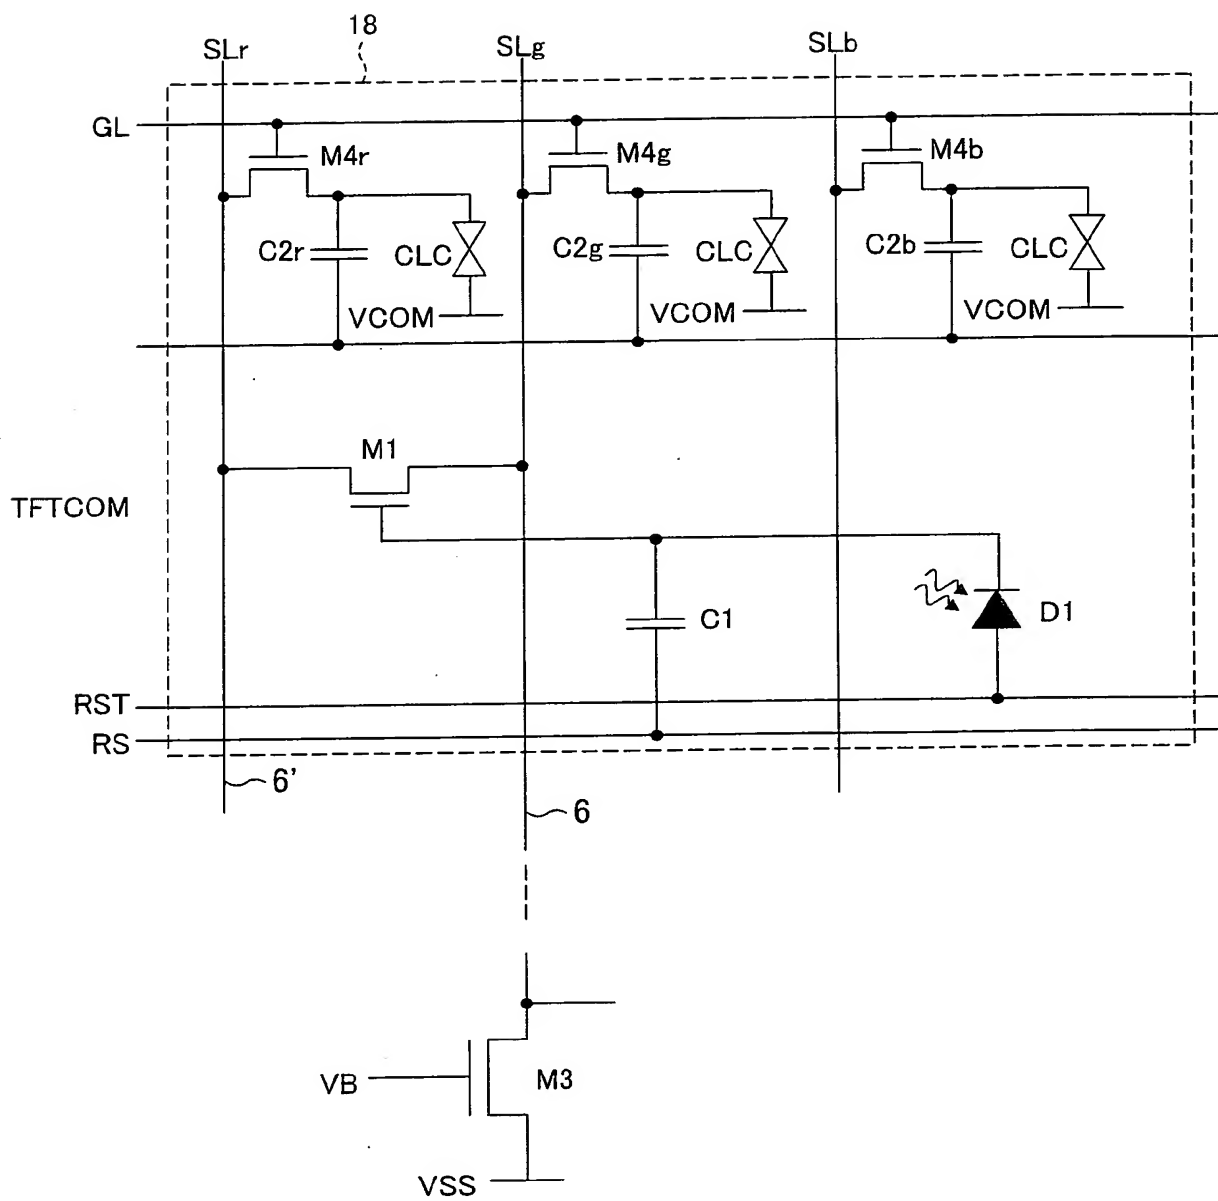 18
SLr
SLg
SLb
GL
M4r
M4g
M4b
C2r
CLC
C2g
CLC
C2b
CLC
VCOM
VCOM
VCOM
M1
TFTCOM
C1
D1
RST
RS
6'
6
VB
M3
VSS